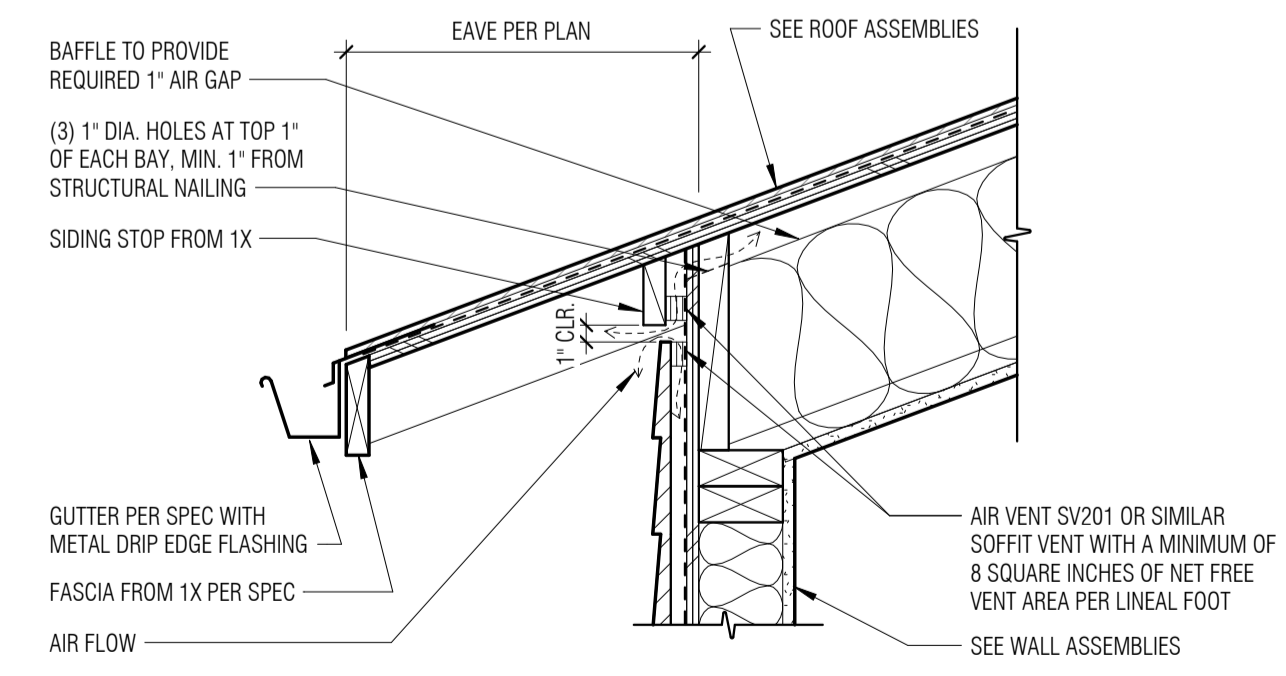 EAVE PER PLAN
SEE ROOF ASSEMBLIES
BAFFLE TO PROVIDE
REQUIRED 1" AIR GAP
(3) 1" DIA. HOLES AT TOP 1"
OF EACH BAY, MIN. 1" FROM
STRUCTURAL NAILING
SIDING STOP FROM 1X
1" CLR.
GUTTER PER SPEC WITH
METAL DRIP EDGE FLASHING
FASCIA FROM 1X PER SPEC
AIR FLOW
AIR VENT SV201 OR SIMILAR
SOFFIT VENT WITH A MINIMUM OF
8 SQUARE INCHES OF NET FREE
VENT AREA PER LINEAL FOOT
SEE WALL ASSEMBLIES